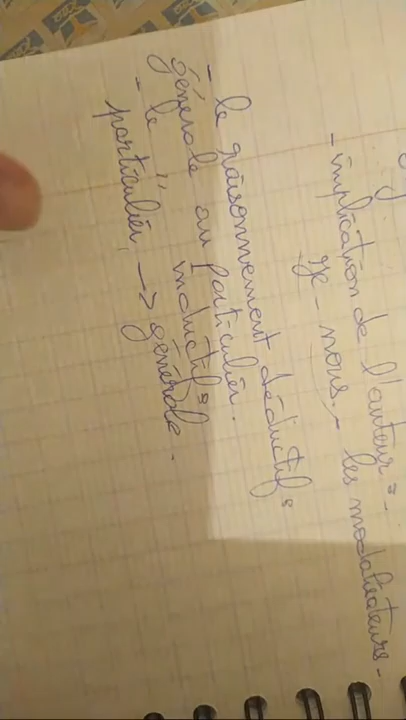 - implication de l'auteur :
Je - nous. - les modalisateurs -
- le raisonnement déductif :
générale au particulier.
- le " inductif :
particulier --> générale.